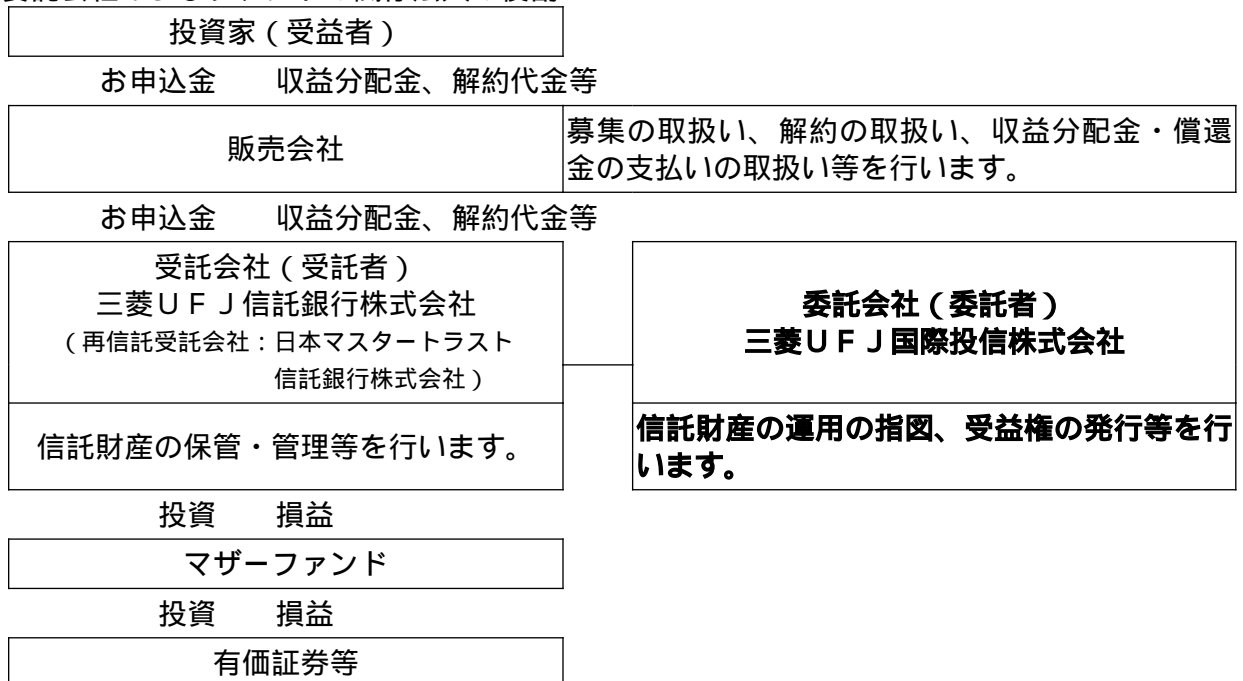 投資家(受益者)
お申込金 収益分配金、解約代金等
販売会社
募集の取扱い、解約の取扱い、収益分配金・償還
金の支払いの取扱い等を行います。
お申込金 収益分配金、解約代金等
受託会社(受託者)
三菱UFJ信託銀行株式会社
(再信託受託会社:日本マスタートラスト
信託銀行株式会社)
委託会社(委託者)
三菱UFJ国際投信株式会社
信託財産の保管・管理等を行います。
信託財産の運用の指図、受益権の発行等を行
います。
投資 損益
マザーファンド
投資 損益
有価証券等